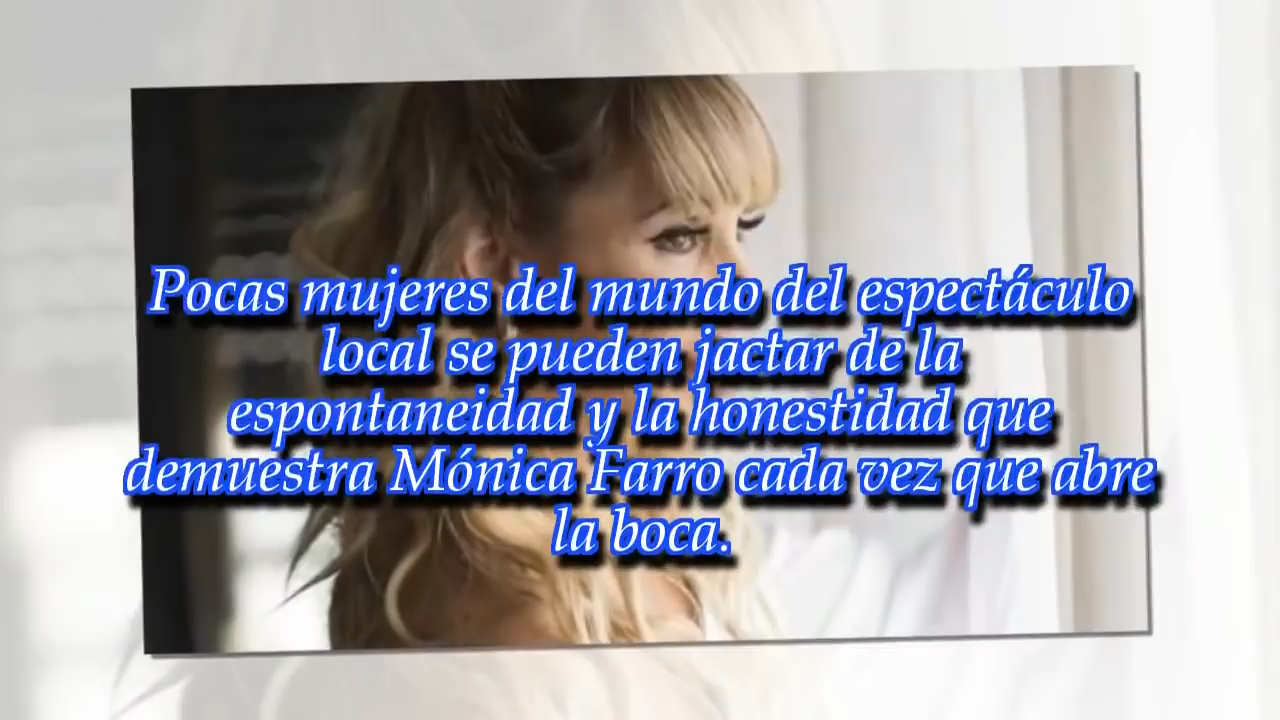 Pocas mujeres del mundo del espectáculo
local se pueden jactar de la
espontaneidad y la honestidad que
demuestra Mónica Farro cada vez que abre
la boca.